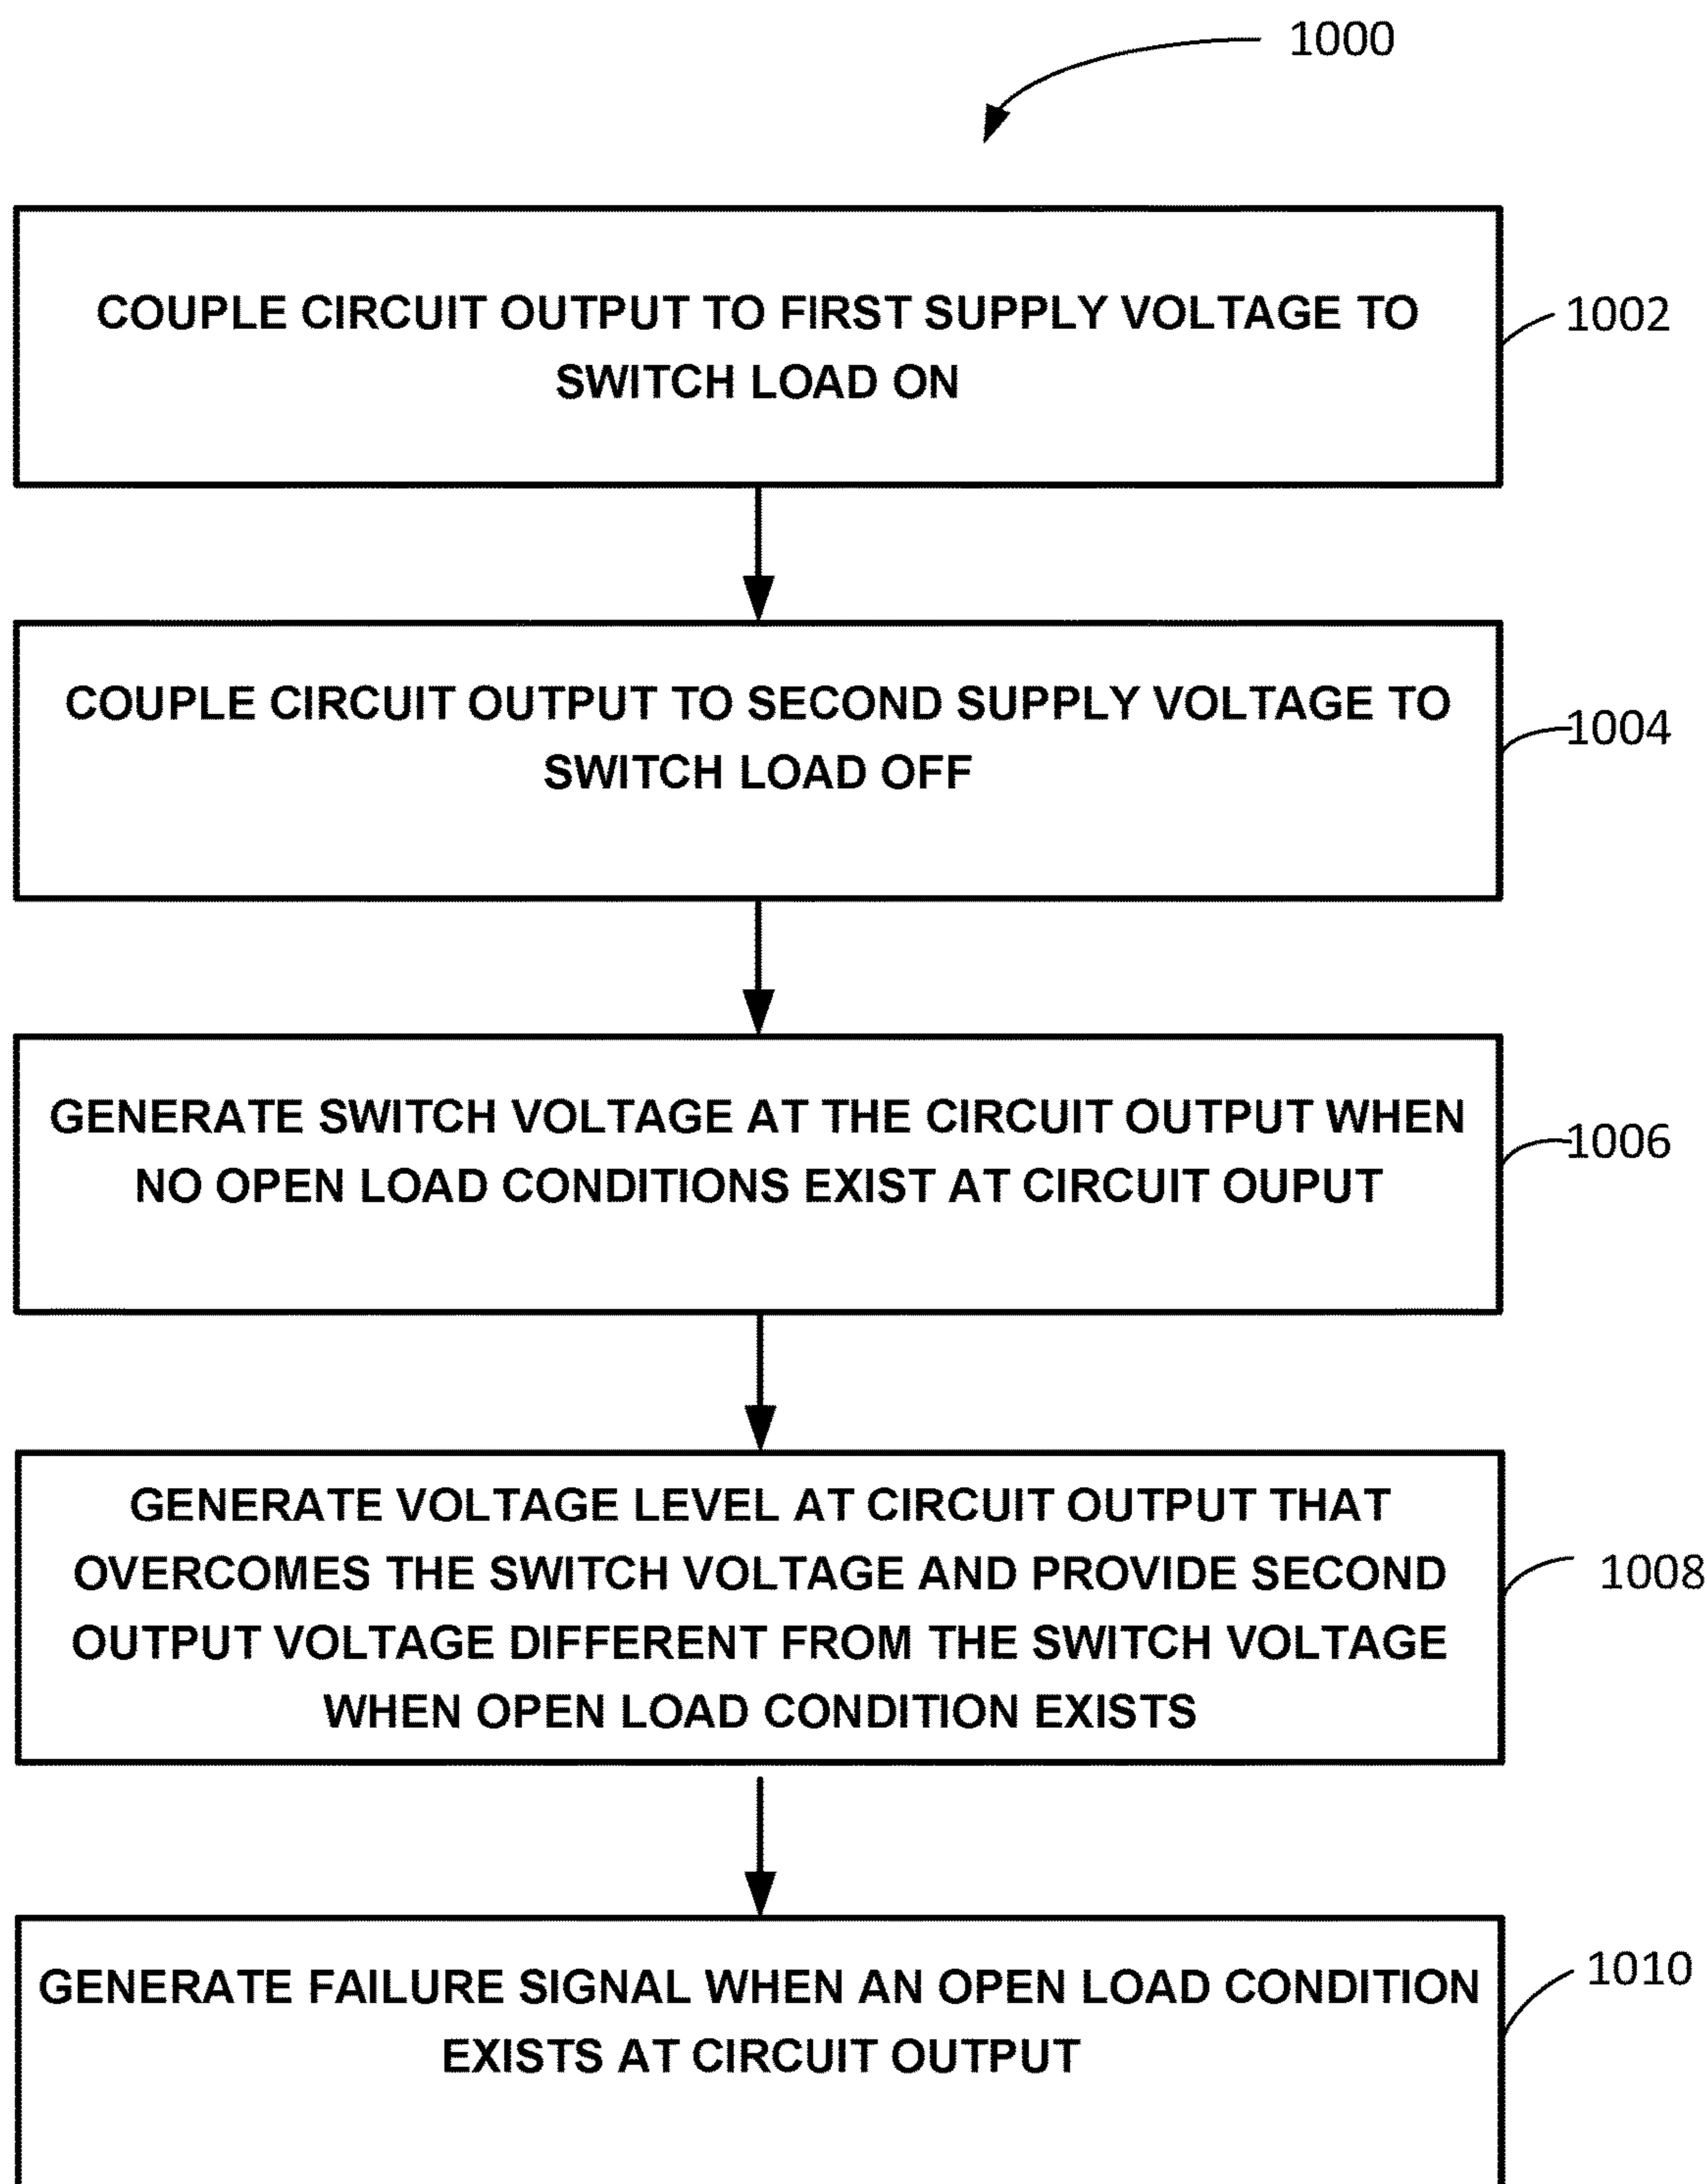 1000
COUPLE CIRCUIT OUTPUT TO FIRST SUPPLY VOLTAGE TO
SWITCH LOAD ON
1002
COUPLE CIRCUIT OUTPUT TO SECOND SUPPLY VOLTAGE TO
SWITCH LOAD OFF
1004
GENERATE SWITCH VOLTAGE AT THE CIRCUIT OUTPUT WHEN
NO OPEN LOAD CONDITIONS EXIST AT CIRCUIT OUPUT
1006
GENERATE VOLTAGE LEVEL AT CIRCUIT OUTPUT THAT
OVERCOMES THE SWITCH VOLTAGE AND PROVIDE SECOND
OUTPUT VOLTAGE DIFFERENT FROM THE SWITCH VOLTAGE
WHEN OPEN LOAD CONDITION EXISTS
1008
GENERATE FAILURE SIGNAL WHEN AN OPEN LOAD CONDITION
EXISTS AT CIRCUIT OUTPUT
1010